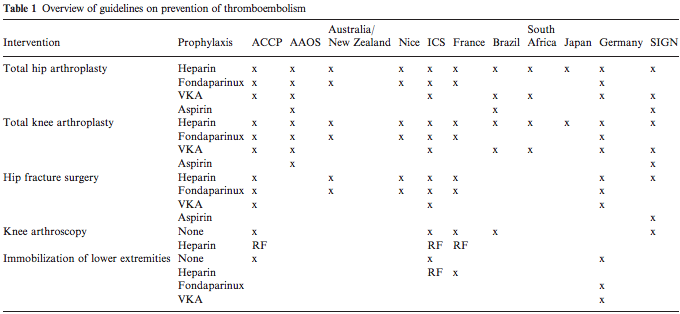 Table 1 Overview of guidelines on prevention of thromboembolism
Intervention Prophylaxis ACCP AAOS Australia/ New Zealand Nice ICS France Brazil South Africa Japan Germany SIGN
Total hip arthroplasty Heparin x x x x x x x x x x x
Fondaparinux x x x x x x x
VKA x x x x x x x
Aspirin x x x
Total knee arthroplasty Heparin x x x x x x x x x x x
Fondaparinux x x x x x x x
VKA x x x x x x x
Aspirin x x
Hip fracture surgery Heparin x x x x x x x
Fondaparinux x x x x x x
VKA x x x
Aspirin x
Knee arthroscopy None x x x x x
Heparin RF RF RF
Immobilization of lower extremities None x x x
Heparin RF x
Fondaparinux x
VKA x